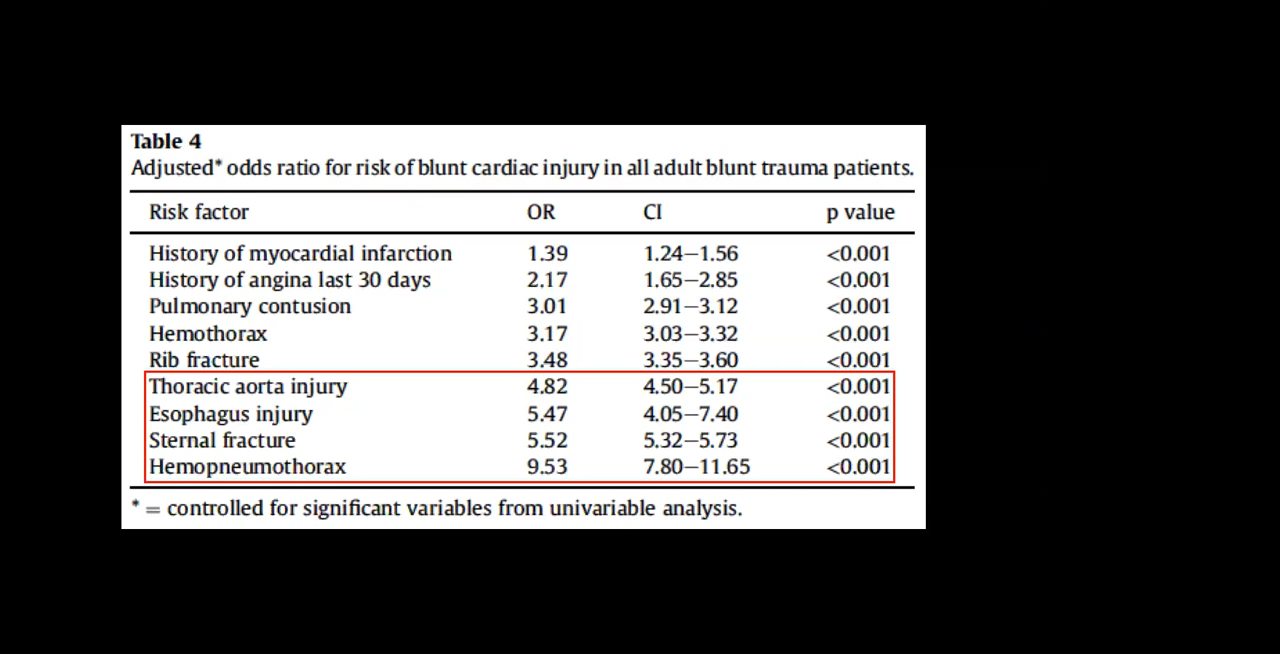 Table 4
Adjusted* odds ratio for risk of blunt cardiac injury in all adult blunt trauma patients.
Risk factor OR CI p value
History of myocardial infarction 1.39 1.24–1.56 <0.001
History of angina last 30 days 2.17 1.65–2.85 <0.001
Pulmonary contusion 3.01 2.91–3.12 <0.001
Hemothorax 3.17 3.03–3.32 <0.001
Rib fracture 3.48 3.35–3.60 <0.001
Thoracic aorta injury 4.82 4.50–5.17 <0.001
Esophagus injury 5.47 4.05–7.40 <0.001
Sternal fracture 5.52 5.32–5.73 <0.001
Hemopneumothorax 9.53 7.80–11.65 <0.001
* = controlled for significant variables from univariable analysis.